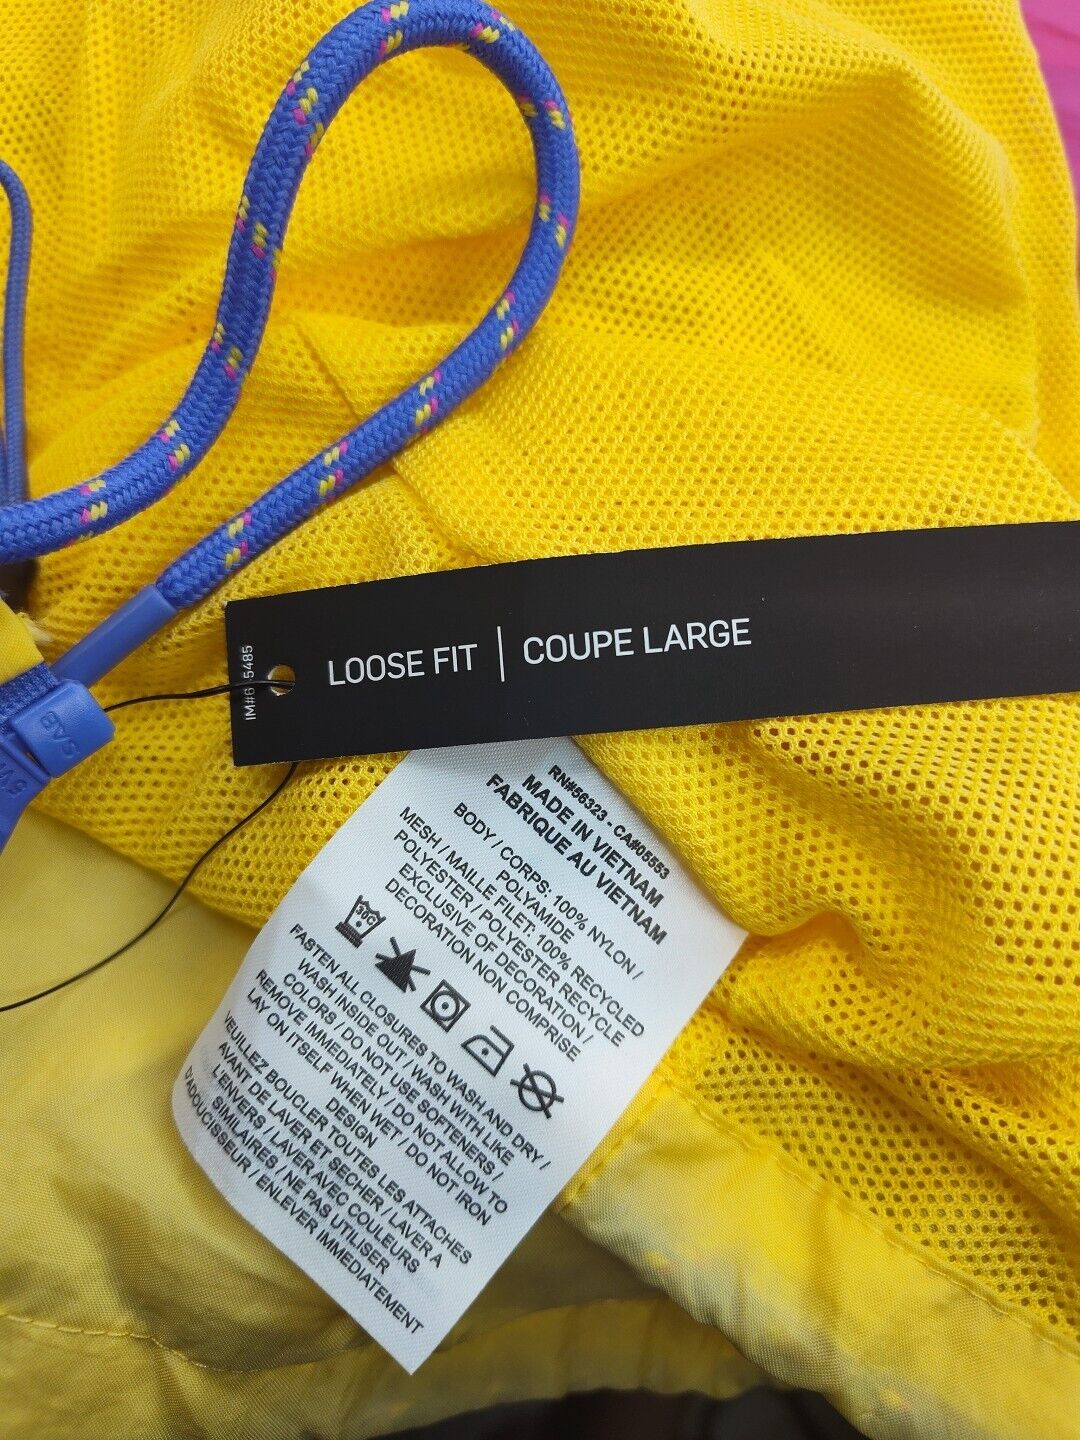 LOOSE FIT | COUPE LARGE
RN#56323 - CA#05553
MADE IN VIETNAM
FABRIQUE AU VIETNAM
BODY / CORPS: 100% NYLON /
POLYAMIDE
MESH / MAILLE FILET: 100% RECYCLED
POLYESTER / POLYESTER RECYCLE
EXCLUSIVE OF DECORATION /
DECORATION NON COMPRISE
30C
FASTEN ALL CLOSURES TO WASH AND DRY /
WASH INSIDE OUT / WASH WITH LIKE
COLORS / DO NOT USE SOFTENERS /
REMOVE IMMEDIATELY / DO NOT ALLOW TO
LAY ON ITSELF WHEN WET / DO NOT IRON
DESIGN
VEUILLEZ BOUCLER TOUTES LES ATTACHES
AVANT DE LAVER ET SECHER / LAVER A
L'ENVERS / LAVER AVEC COULEURS
SIMILAIRES / NE PAS UTILISER
D'ADOUCISSEUR / ENLEVER IMMEDIATEMENT